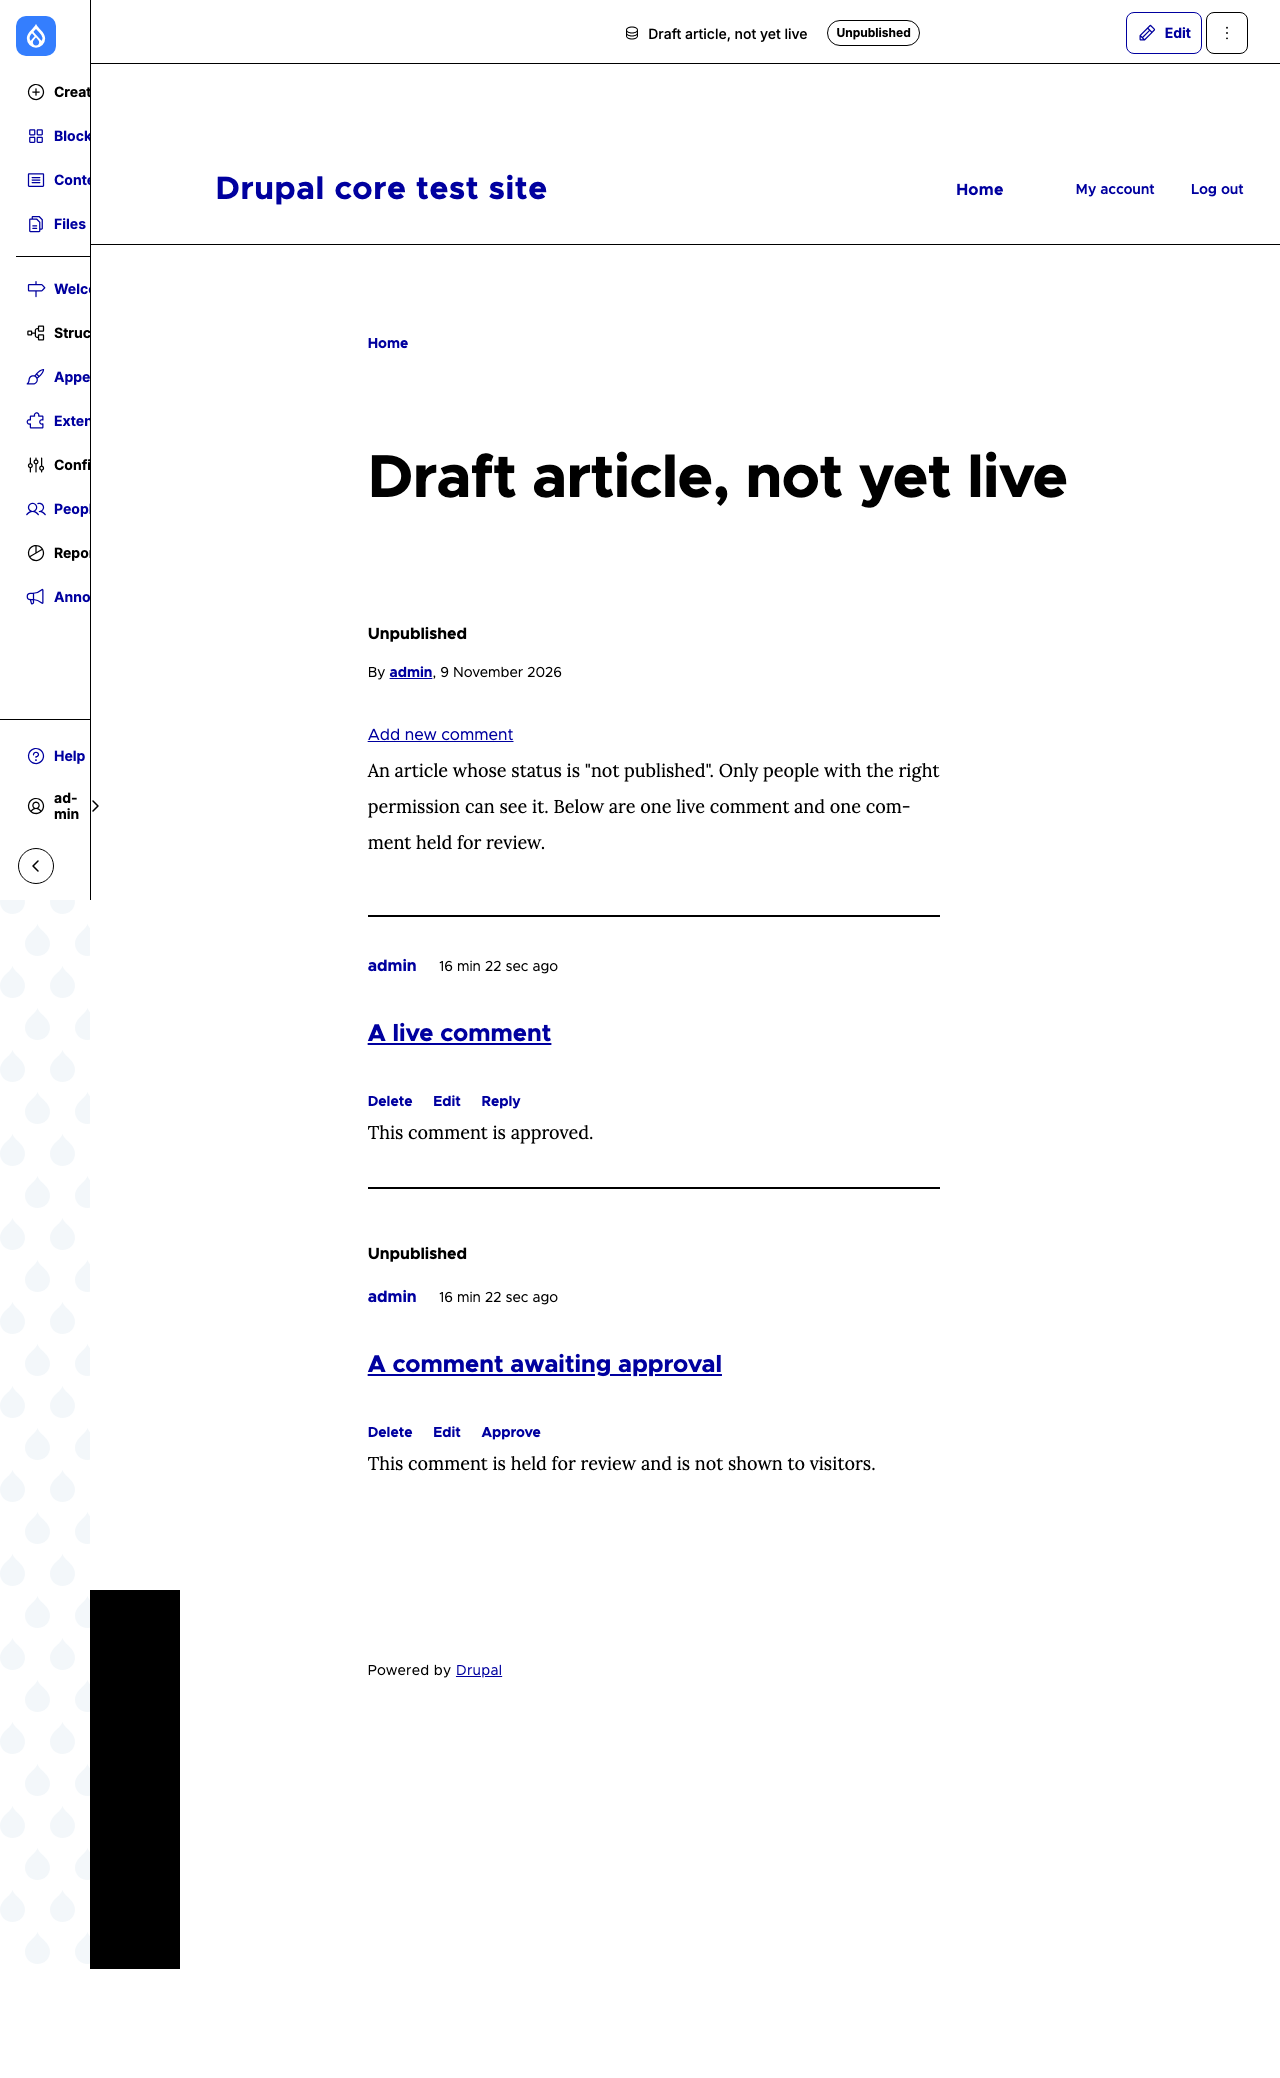 Draft article, not yet live
Unpublished
Edit
Creat
Block
Conte
Files
Welco
Struc
Appe
Exten
Confi
Peopl
Repor
Anno
Help
ad-
min
Drupal core test site
Home
My account
Log out
Home
Draft article, not yet live
Unpublished
By admin, 9 November 2026
Add new comment
An article whose status is "not published". Only people with the right
permission can see it. Below are one live comment and one com-
ment held for review.
admin 16 min 22 sec ago
A live comment
Delete Edit Reply
This comment is approved.
Unpublished
admin 16 min 22 sec ago
A comment awaiting approval
Delete Edit Approve
This comment is held for review and is not shown to visitors.
Powered by Drupal